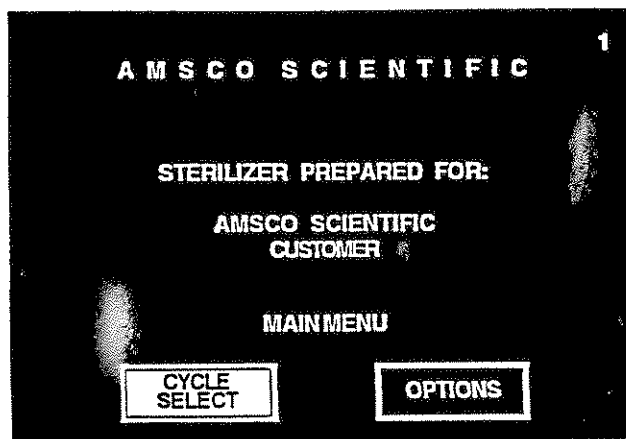 1
AMSCO SCIENTIFIC
STERILIZER PREPARED FOR:
AMSCO SCIENTIFIC
CUSTOMER
MAIN MENU
CYCLE
SELECT
OPTIONS